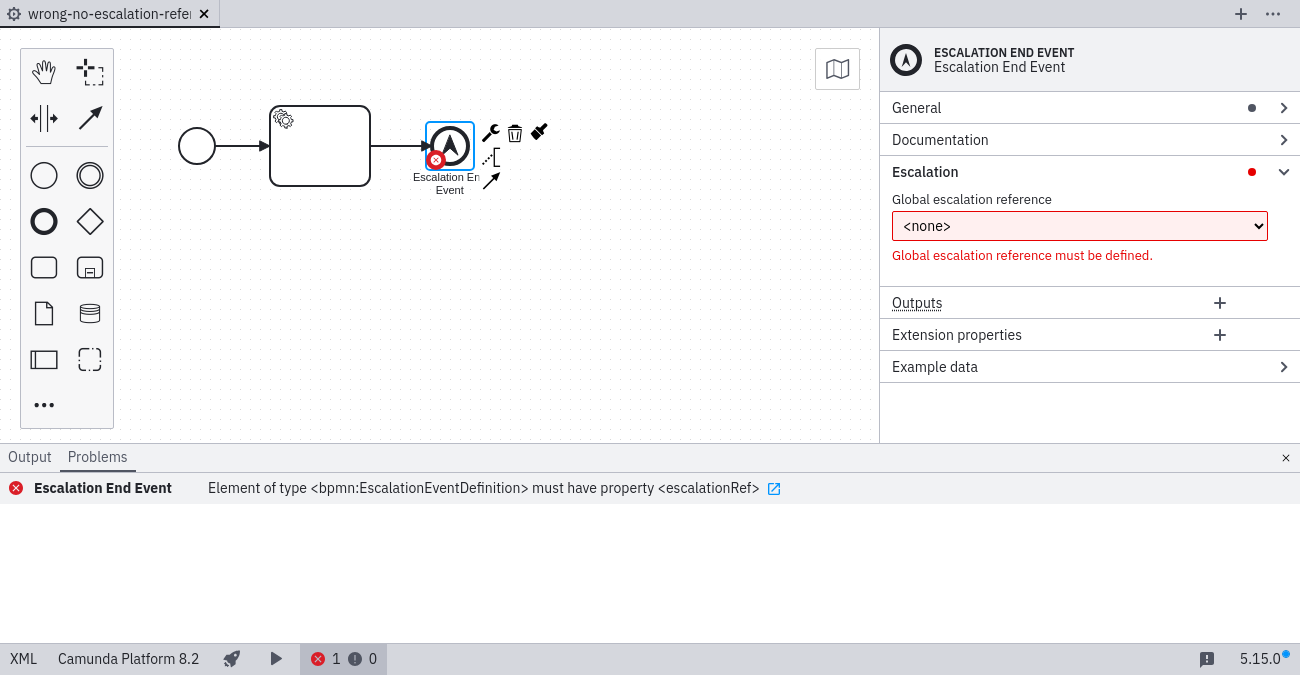 wrong-no-escalation-refe
ESCALATION END EVENT
Escalation End Event
General
Documentation
Escalation
Global escalation reference
<none>
Global escalation reference must be defined.
Outputs
Extension properties
Example data
Escalation En
Event
Output
Problems
Escalation End Event
Element of type <bpmn:EscalationEventDefinition> must have property <escalationRef>
XML
Camunda Platform 8.2
1
0
5.15.0